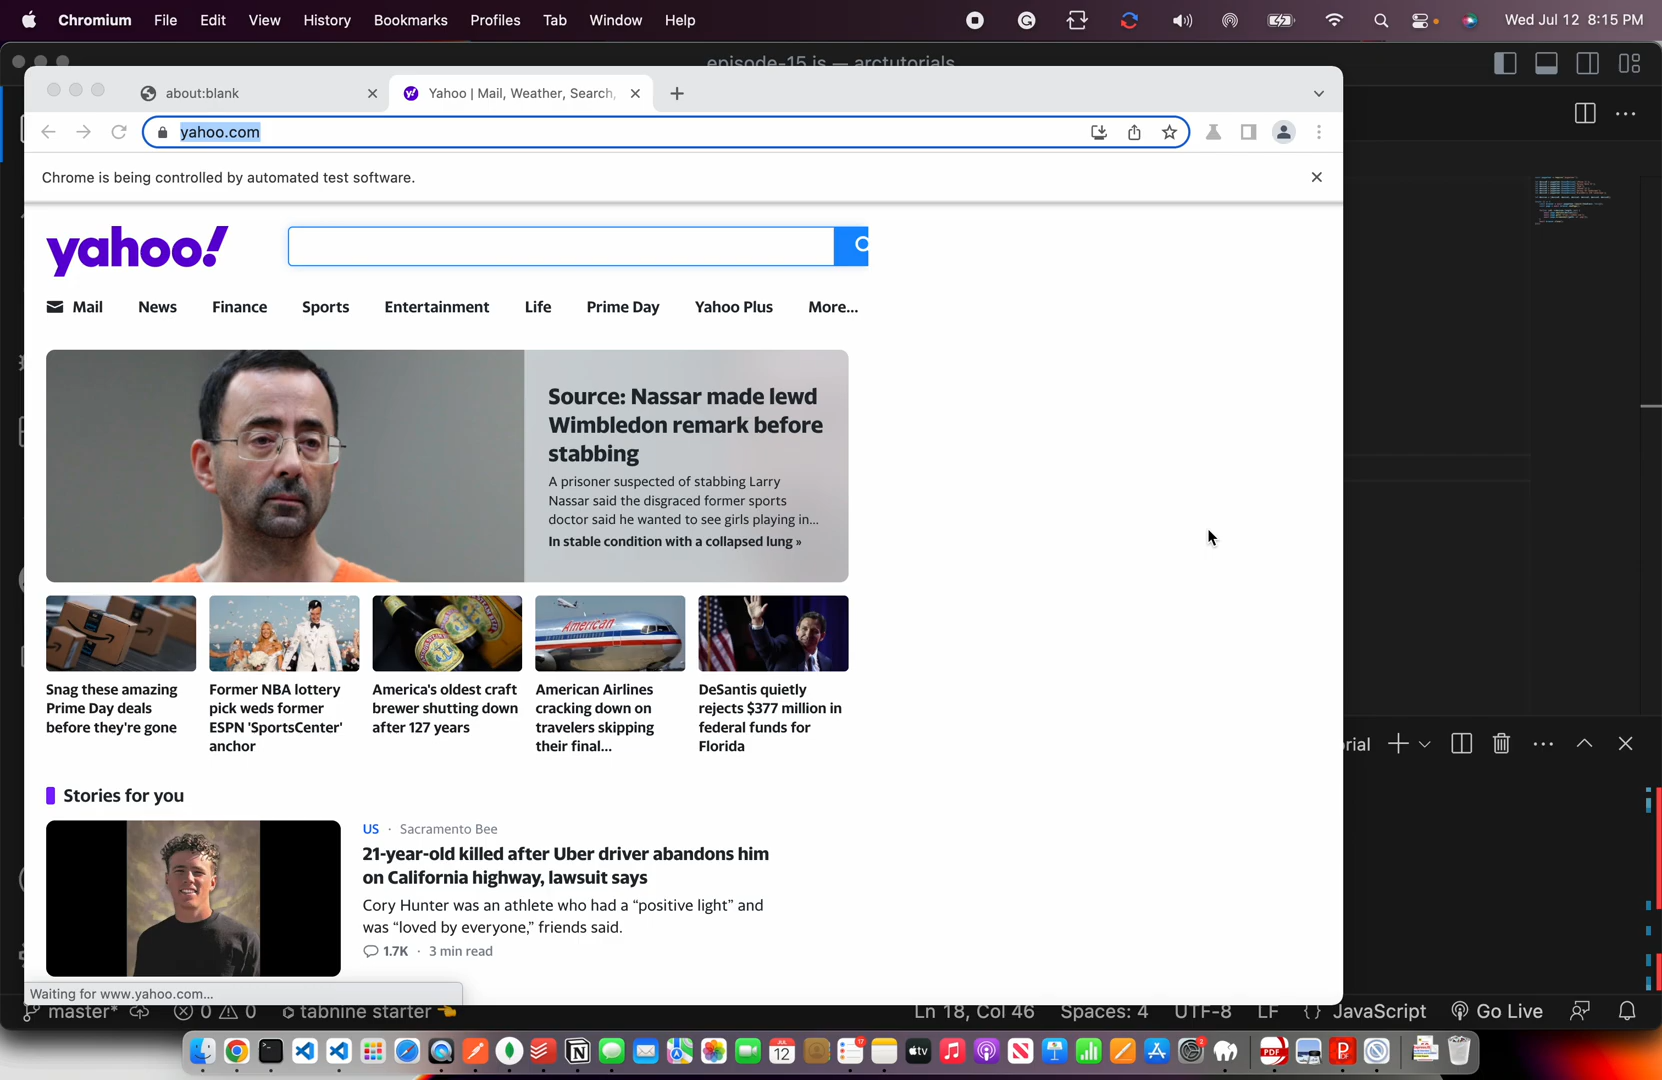 Chromium File Edit View History Bookmarks Profiles Tab Window Help Wed Jul 12 8:15 PM
episode-15.js — arctutorials
about:blank
Yahoo | Mail, Weather, Search,
yahoo.com
Chrome is being controlled by automated test software.
yahoo!
Mail News Finance Sports Entertainment Life Prime Day Yahoo Plus More...
Source: Nassar made lewd
Wimbledon remark before
stabbing
A prisoner suspected of stabbing Larry
Nassar said the disgraced former sports
doctor said he wanted to see girls playing in...
In stable condition with a collapsed lung »
American
Snag these amazing
Prime Day deals
before they're gone
Former NBA lottery
pick weds former
ESPN 'SportsCenter'
anchor
America's oldest craft
brewer shutting down
after 127 years
American Airlines
cracking down on
travelers skipping
their final...
DeSantis quietly
rejects $377 million in
federal funds for
Florida
rial
Stories for you
US · Sacramento Bee
21-year-old killed after Uber driver abandons him
on California highway, lawsuit says
Cory Hunter was an athlete who had a “positive light” and
was “loved by everyone,” friends said.
1.7K · 3 min read
Waiting for www.yahoo.com...
master* 0 0 tabnine starter Ln 18, Col 46 Spaces: 4 UTF-8 LF {} JavaScript Go Live
JUL
12
17
tv
2
PDF